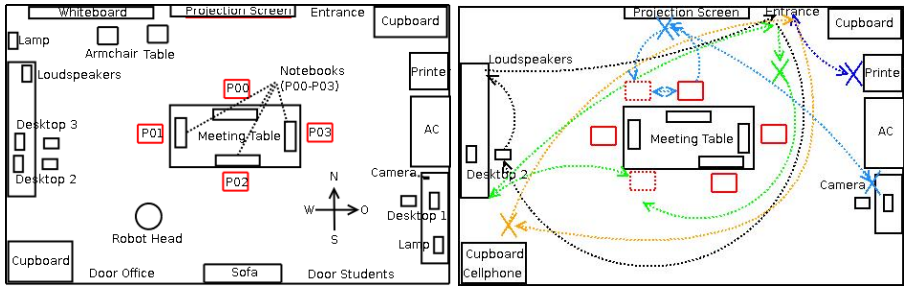 Whiteboard
Projection Screen
Entrance
Cupboard
Lamp
Armchair
Table
Loudspeakers
Notebooks
(P00-P03)
Printer
P00
Desktop 3
P01
Meeting Table
P03
AC
Desktop 2
P02
Camera
N
W O
S
Desktop 1
Robot Head
Lamp
Cupboard
Door Office
Sofa
Door Students
Projection Screen
Entrance
Cupboard
Loudspeakers
Printe
Meeting Table
AC
Desktop 2
Camera
Cupboard
Cellphone